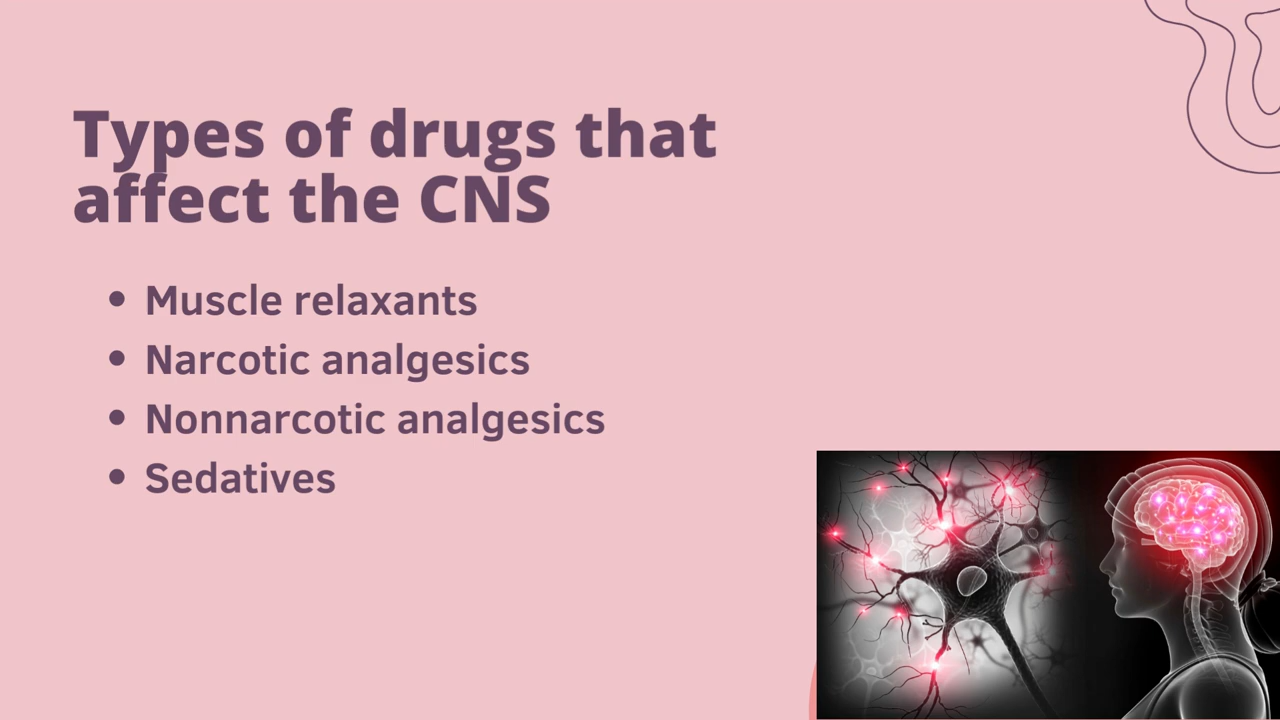 Types of drugs that
affect the CNS
• Muscle relaxants
• Narcotic analgesics
• Nonnarcotic analgesics
• Sedatives